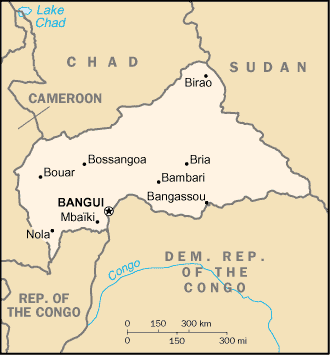 Lake
Chad
CHAD
SUDAN
CAMEROON
Birao
Bossangoa
Bria
Bouar
Bambari
BANGUI
Bangassou
Mbaïki
Nola
DEM. REP.
OF THE
CONGO
Congo
REP. OF
THE CONGO
0 150 300 km
0 150 300 mi